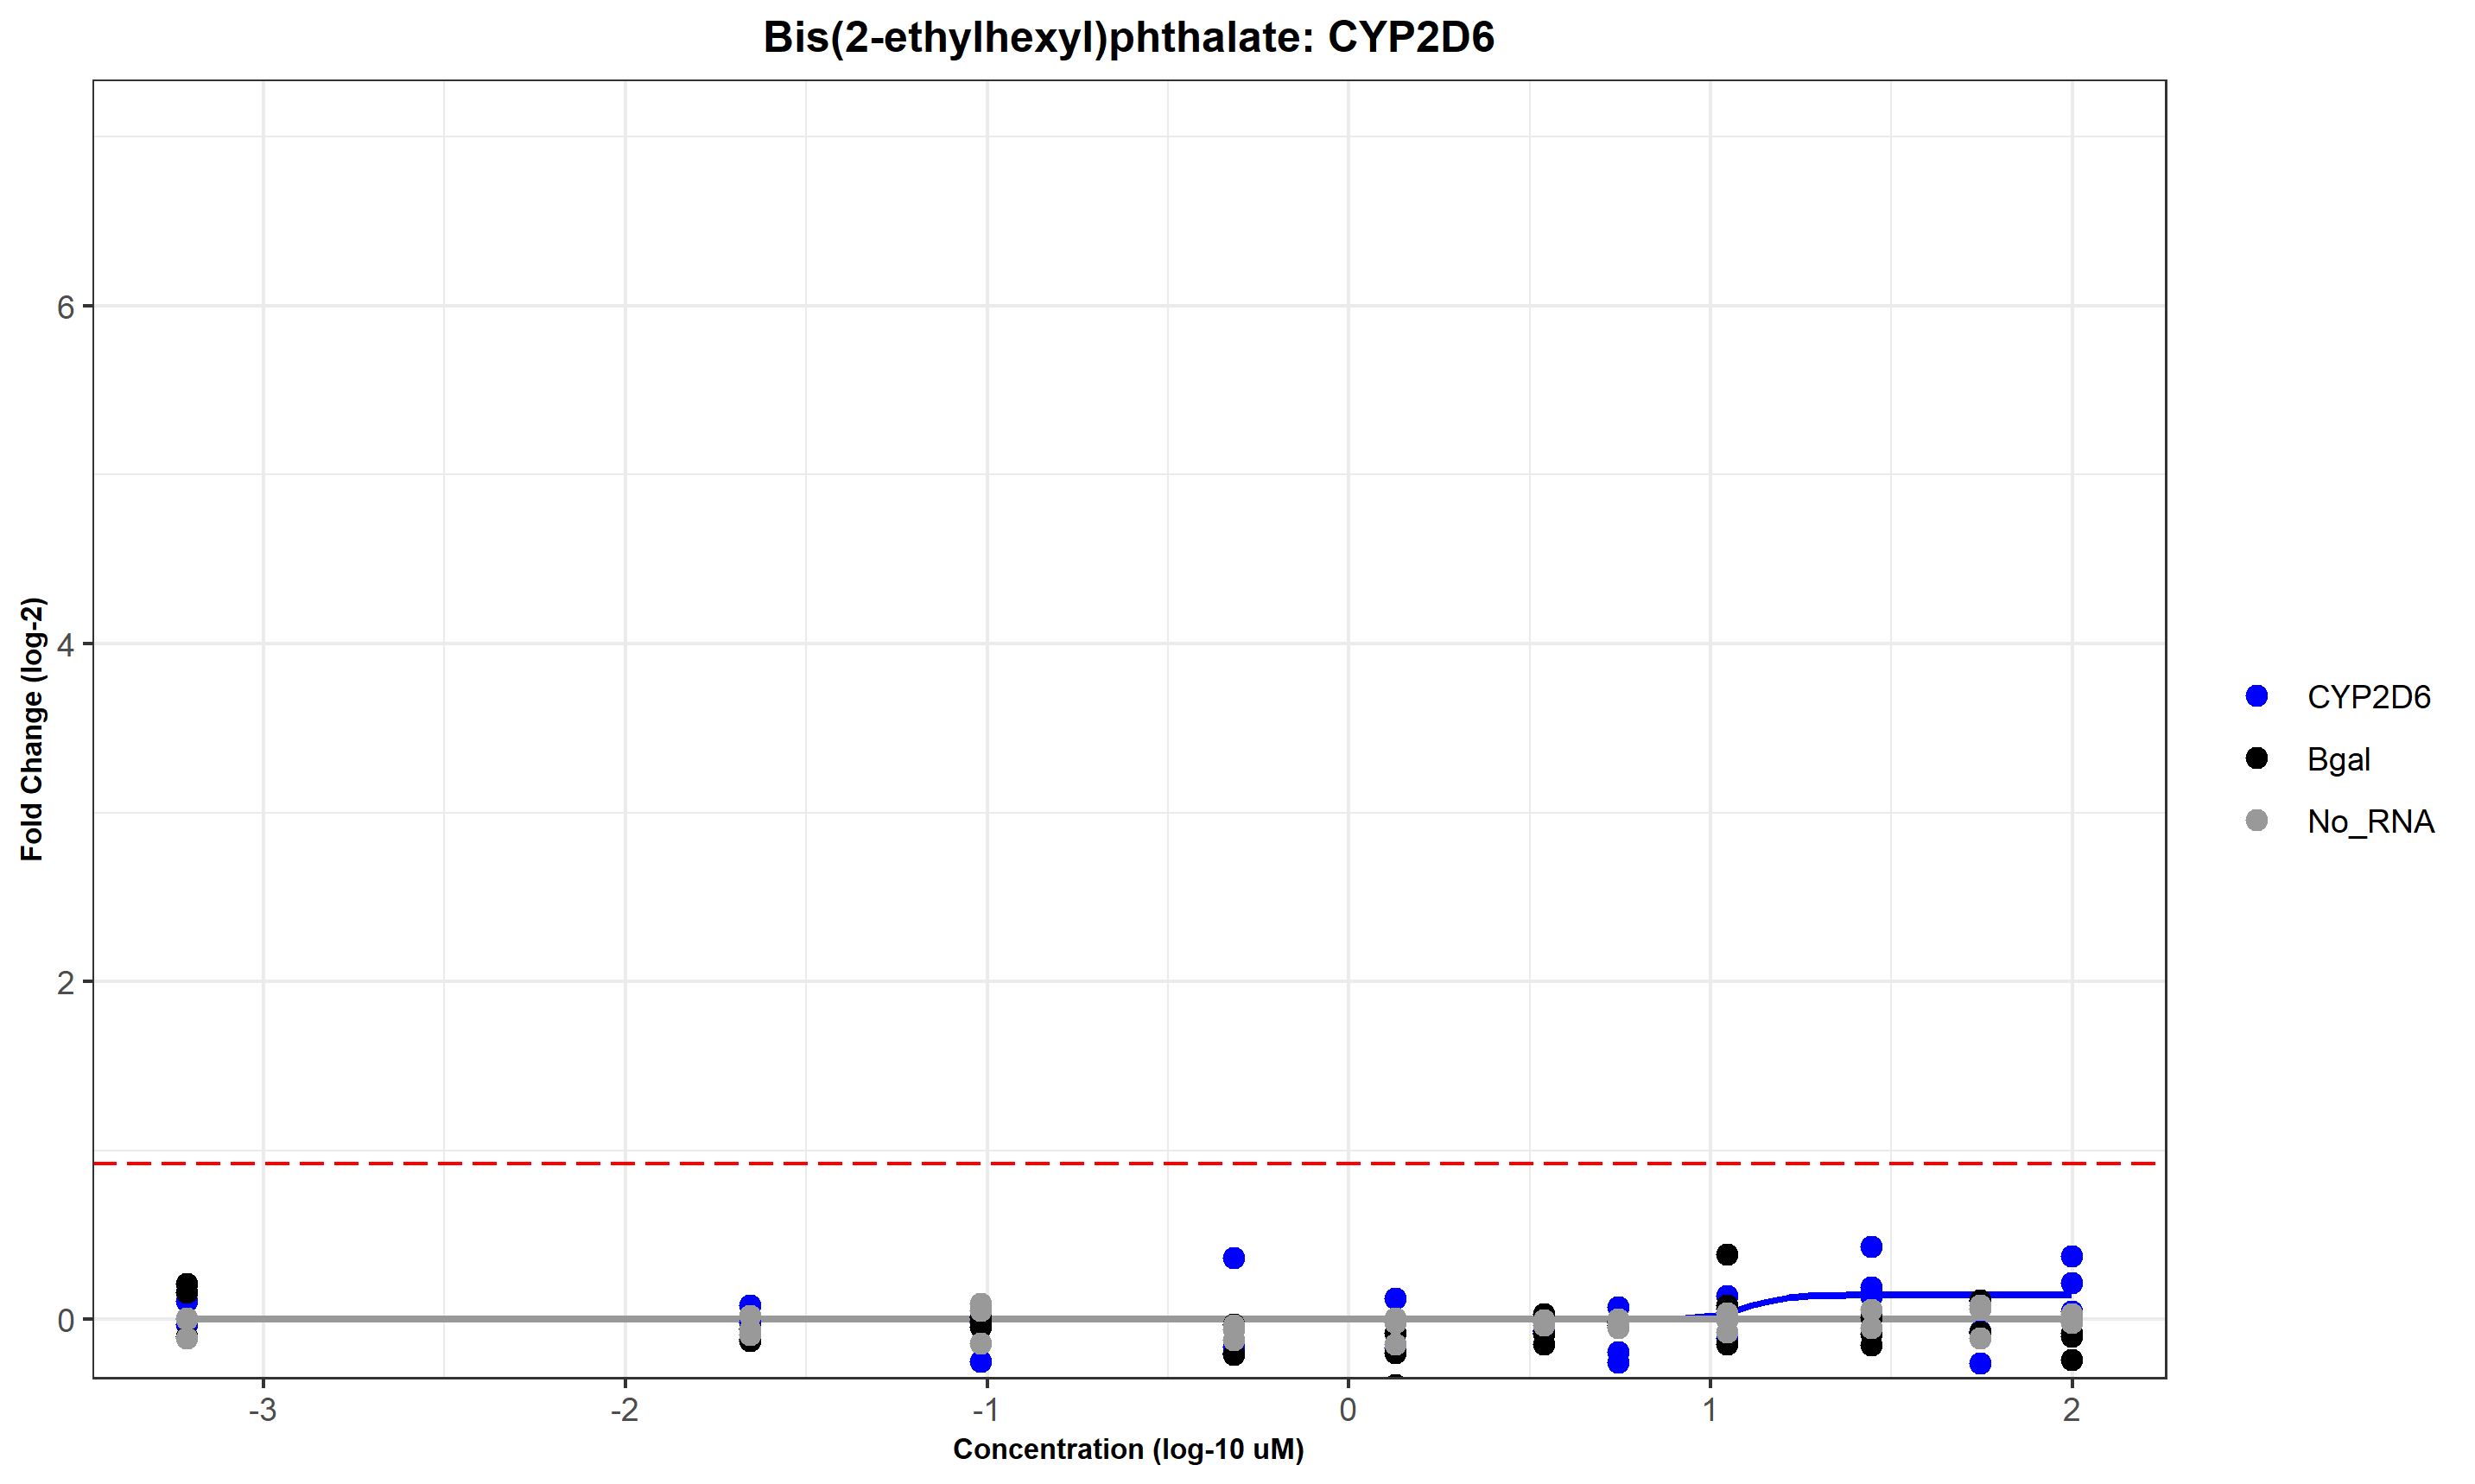 Bis(2-ethylhexyl)phthalate: CYP2D6
Fold Change (log-2)
6
4
2
0
-3
-2
-1
0
1
2
Concentration (log-10 uM)
CYP2D6
Bgal
No_RNA